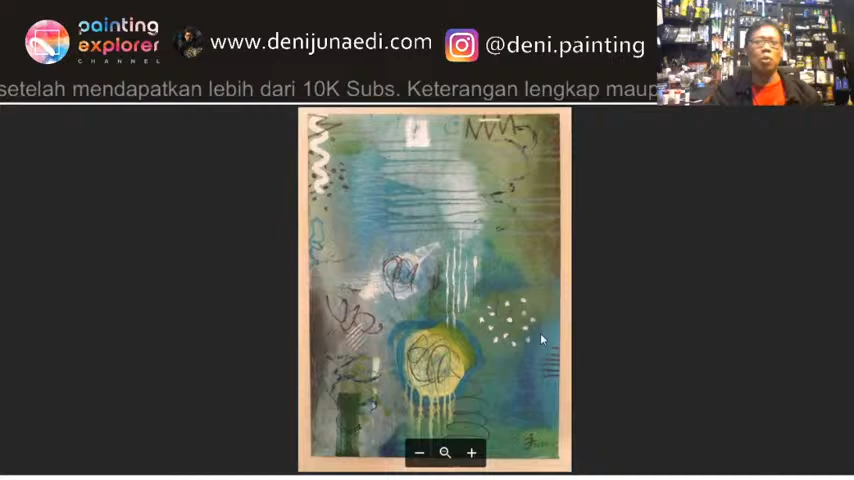 painting
explorer
CHANNEL
www.denijunaedi.com
@deni.painting
setelah mendapatkan lebih dari 10K Subs. Keterangan lengkap maup